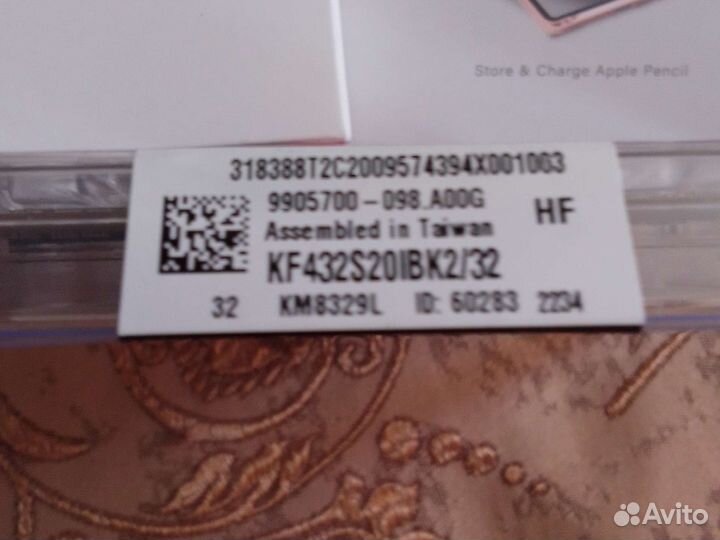 Store & Charge Apple Pencil
318388T2C2009574394X001003
9905700-098.A00G
HF
Assembled in Taiwan
KF432S20IBK2/32
32 KM8329L ID: 60283 2234
Avito